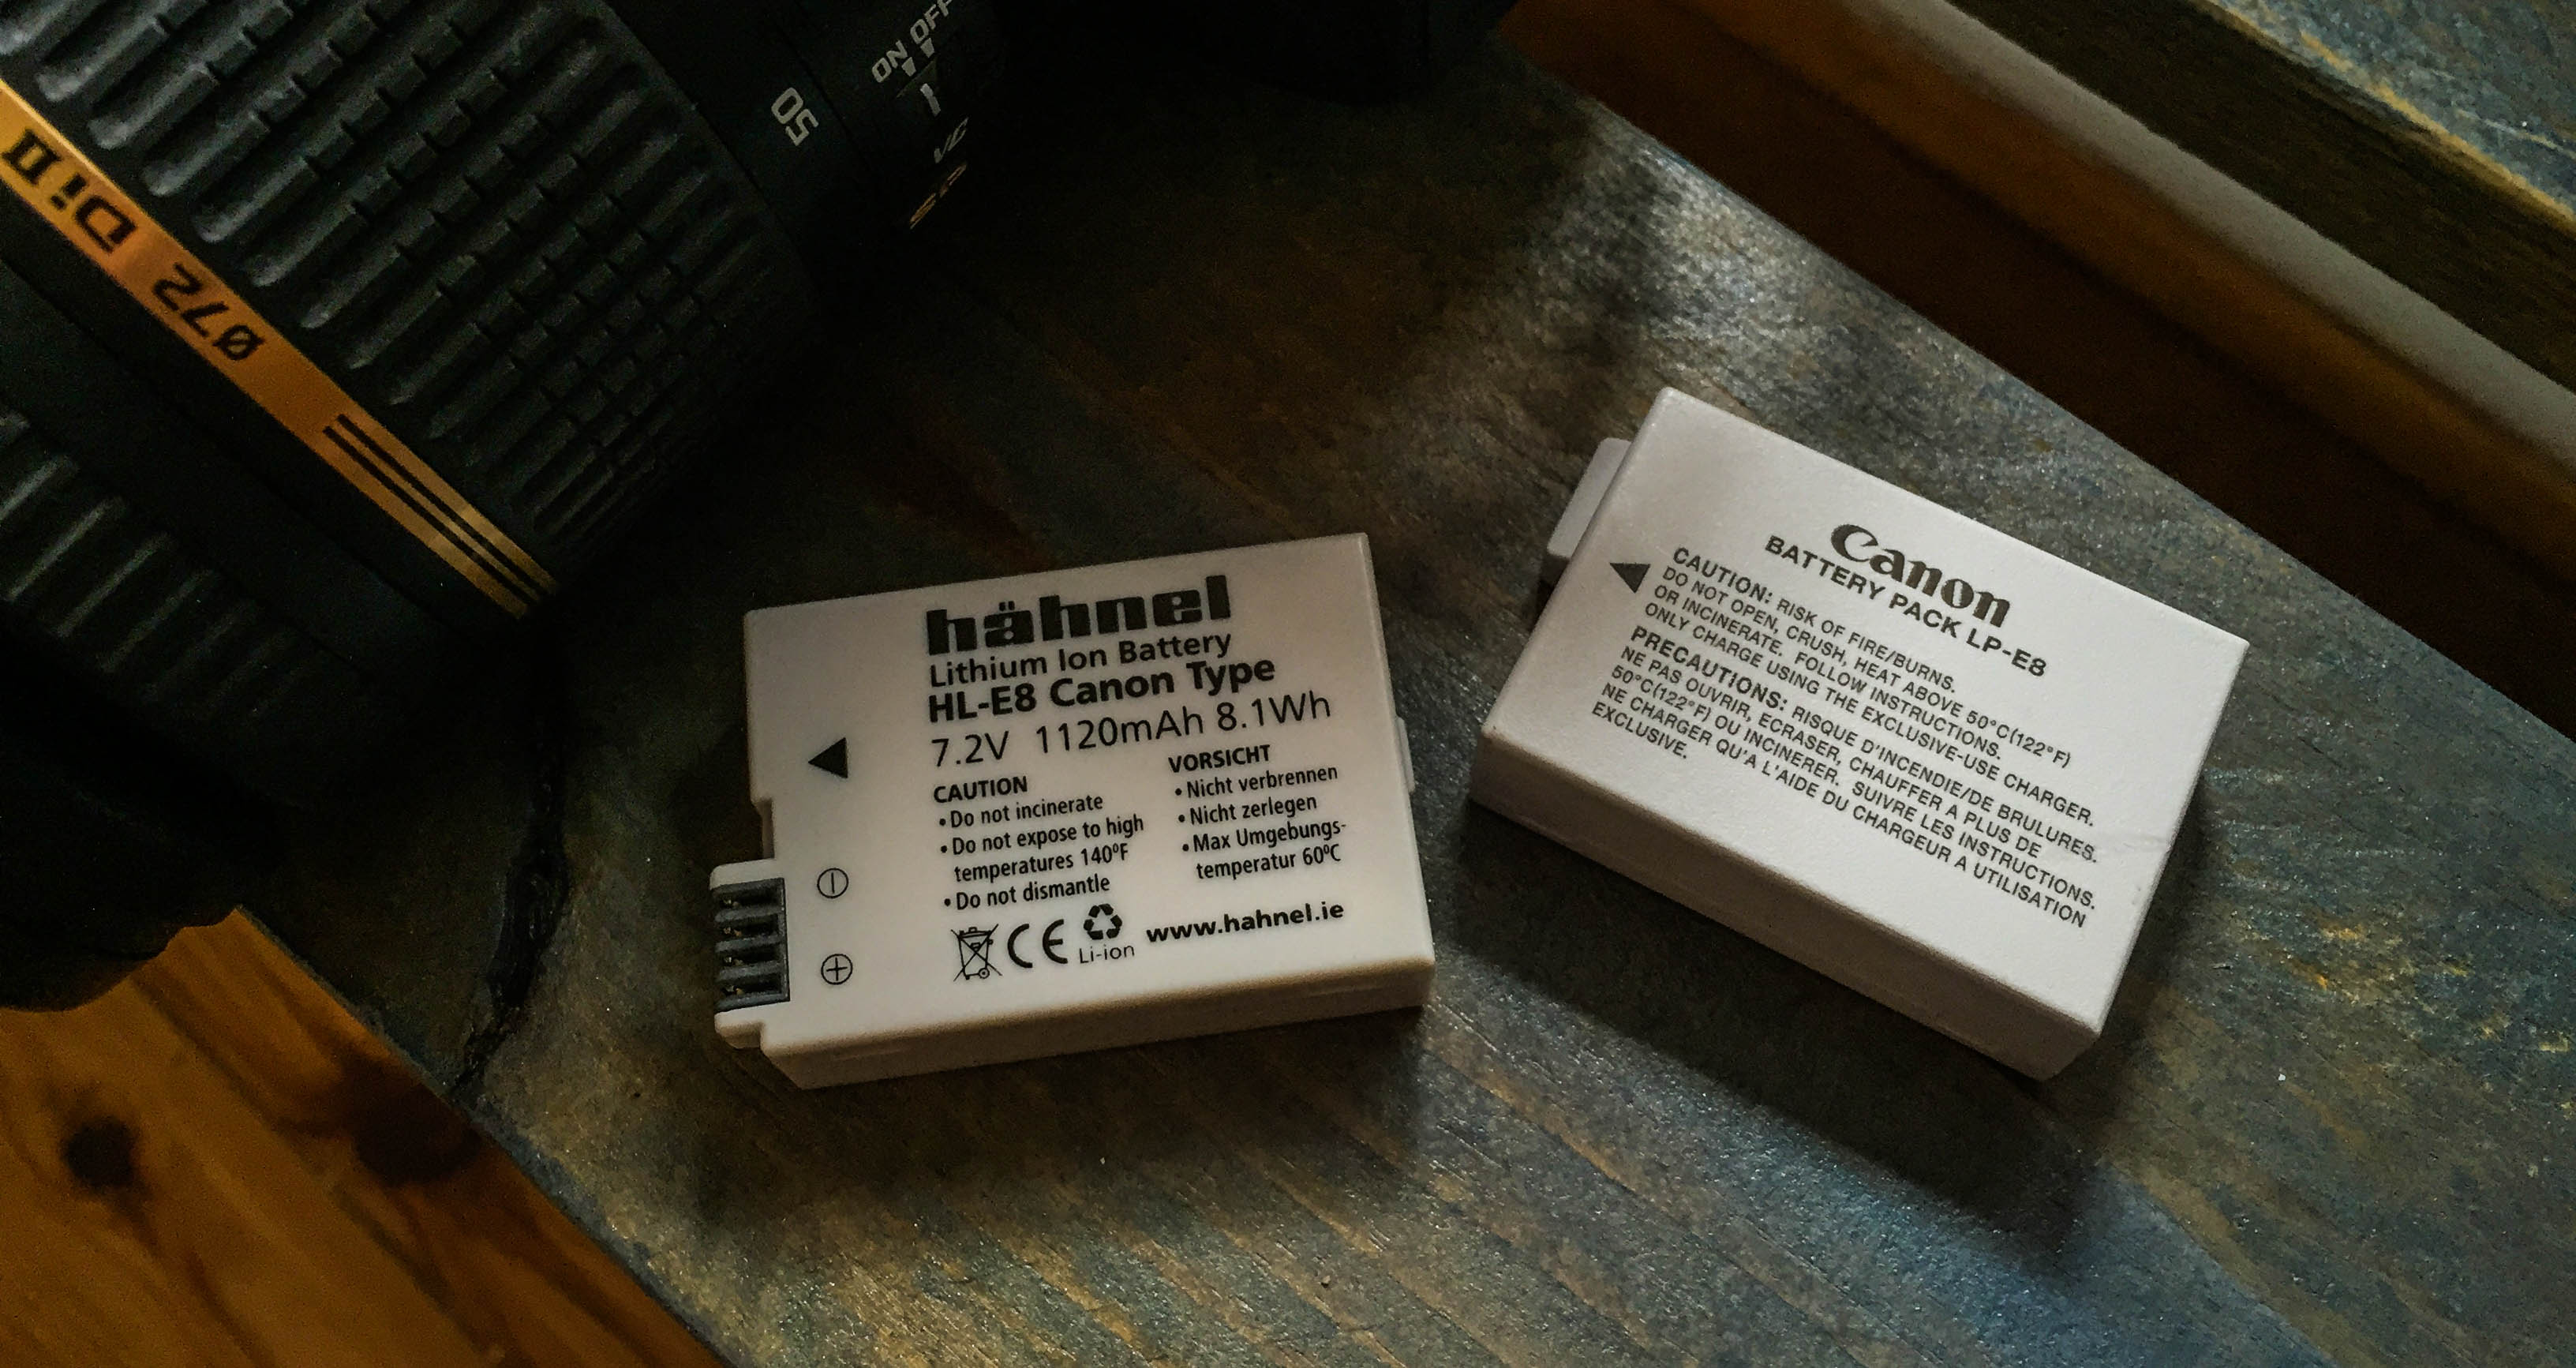 ON OFF
50
VC
SP
Di II
Ø72
hähnel
Lithium Ion Battery
HL-E8 Canon Type
7.2V 1120mAh 8.1Wh
CAUTION
• Do not incinerate
• Do not expose to high
temperatures 140ºF
• Do not dismantle
VORSICHT
• Nicht verbrennen
• Nicht zerlegen
• Max Umgebungs-
temperatur 60ºC
CE
Li-ion
www.hahnel.ie
Canon
BATTERY PACK LP-E8
CAUTION: RISK OF FIRE/BURNS.
DO NOT OPEN, CRUSH, HEAT ABOVE 50°C(122°F)
OR INCINERATE. FOLLOW INSTRUCTIONS.
ONLY CHARGE USING THE EXCLUSIVE-USE CHARGER.
PRECAUTIONS: RISQUE D'INCENDIE/DE BRULURES.
NE PAS OUVRIR, ECRASER, CHAUFFER A PLUS DE
50°C(122°F) OU INCINERER. SUIVRE LES INSTRUCTIONS.
NE CHARGER QU'A L'AIDE DU CHARGEUR A UTILISATION
EXCLUSIVE.